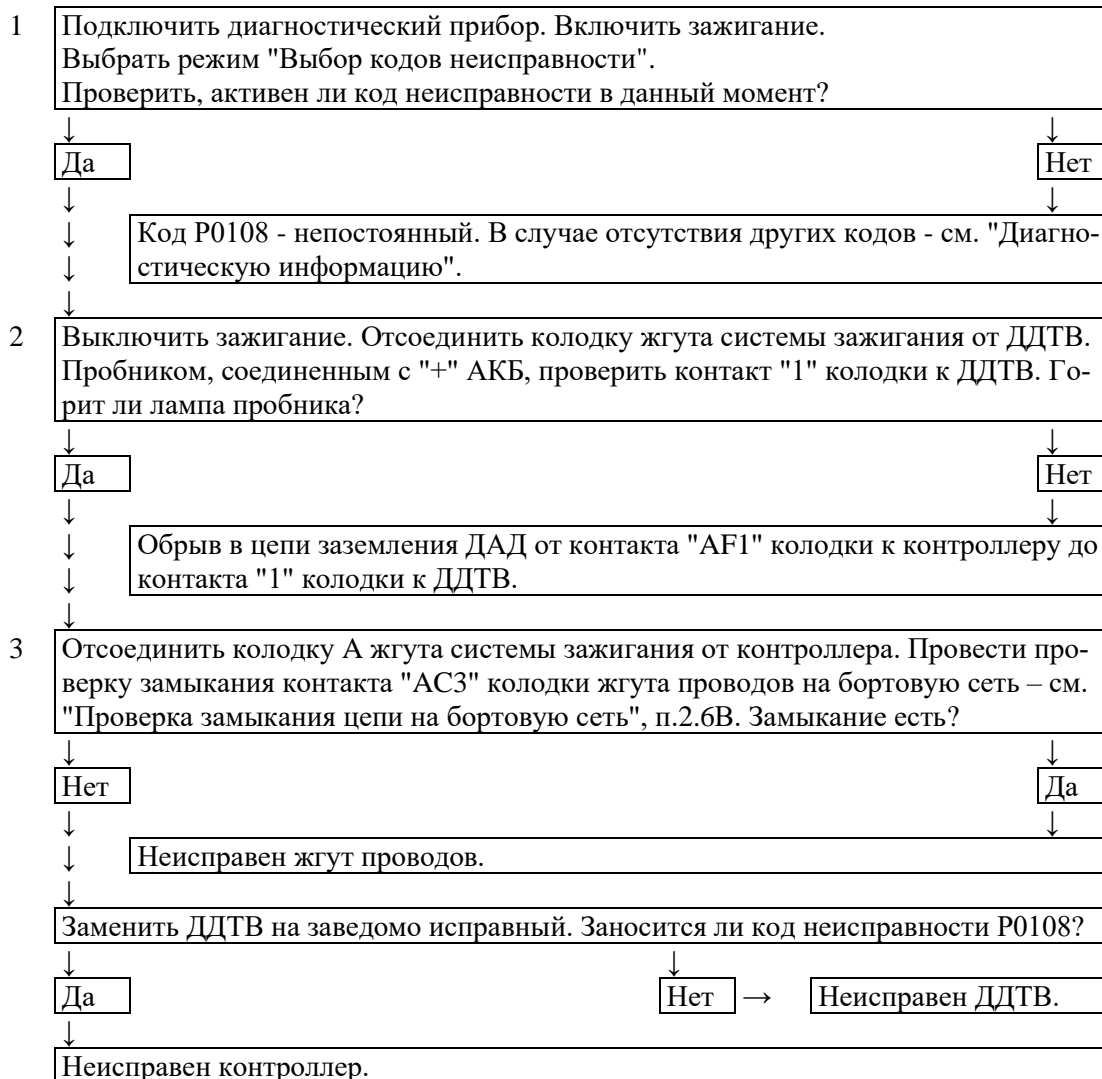 1 Подключить диагностический прибор. Включить зажигание.
Выбрать режим "Выбор кодов неисправности".
Проверить, активен ли код неисправности в данный момент?
↓ ↓
Да Нет
↓ ↓
↓ Код Р0108 - непостоянный. В случае отсутствия других кодов - см. "Диагно-
↓ стическую информацию".
↓
2 Выключить зажигание. Отсоединить колодку жгута системы зажигания от ДДТВ.
Пробником, соединенным с "+" АКБ, проверить контакт "1" колодки к ДДТВ. Го-
рит ли лампа пробника?
↓ ↓
Да Нет
↓ ↓
↓ Обрыв в цепи заземления ДАД от контакта "AF1" колодки к контроллеру до
↓ контакта "1" колодки к ДДТВ.
↓
3 Отсоединить колодку А жгута системы зажигания от контроллера. Провести про-
верку замыкания контакта "AC3" колодки жгута проводов на бортовую сеть – см.
"Проверка замыкания цепи на бортовую сеть", п.2.6В. Замыкание есть?
↓ ↓
Нет Да
↓ ↓
↓ Неисправен жгут проводов.
↓
Заменить ДДТВ на заведомо исправный. Заносится ли код неисправности Р0108?
↓ ↓
Да Нет → Неисправен ДДТВ.
↓
Неисправен контроллер.